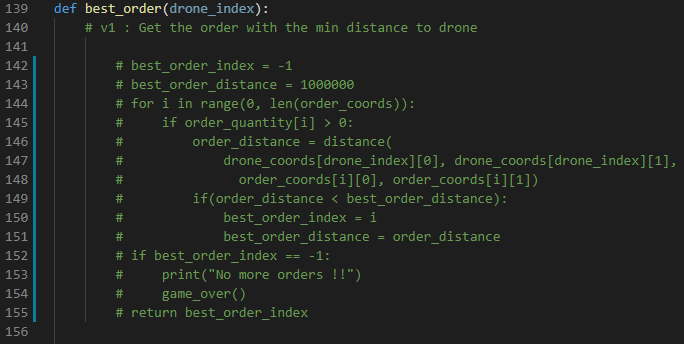 139 def best_order(drone_index):
140     # v1 : Get the order with the min distance to drone
141
142         # best_order_index = -1
143         # best_order_distance = 1000000
144         # for i in range(0, len(order_coords)):
145         #     if order_quantity[i] > 0:
146         #         order_distance = distance(
147         #             drone_coords[drone_index][0], drone_coords[drone_index][1],
148         #               order_coords[i][0], order_coords[i][1])
149         #         if(order_distance < best_order_distance):
150         #             best_order_index = i
151         #             best_order_distance = order_distance
152         # if best_order_index == -1:
153         #     print("No more orders !!")
154         #     game_over()
155         # return best_order_index
156